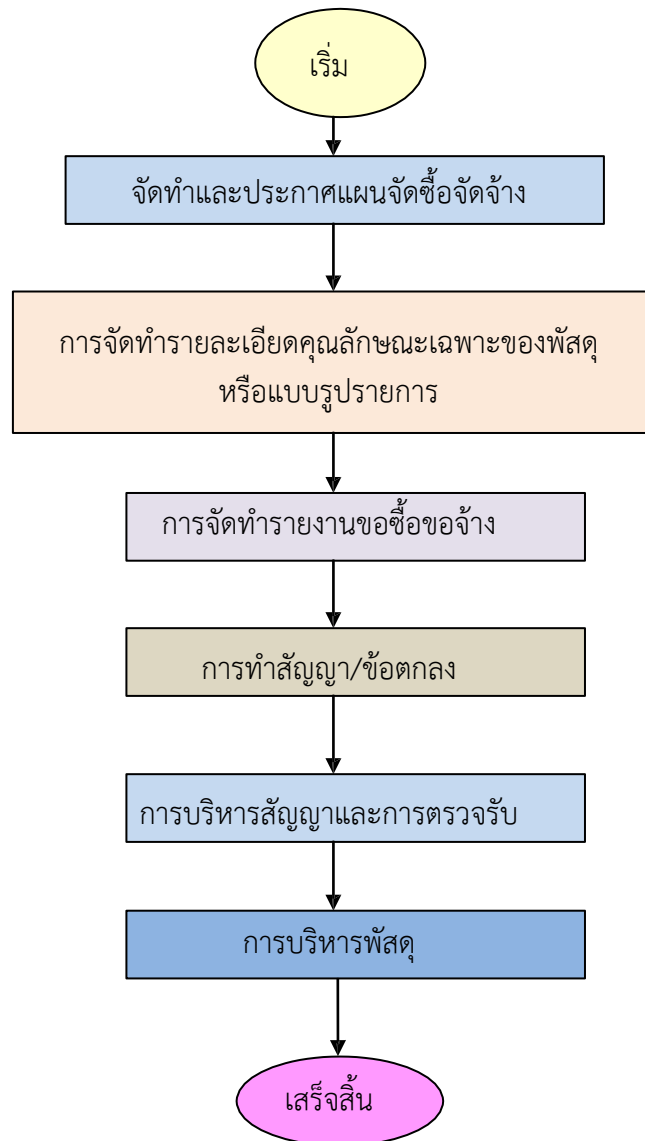 เริ่ม
จัดทำและประกาศแผนจัดซื้อจัดจ้าง
การจัดทำรายละเอียดคุณลักษณะเฉพาะของพัสดุ
หรือแบบรูปรายการ
การจัดทำรายงานขอซื้อขอจ้าง
การทำสัญญา/ข้อตกลง
การบริหารสัญญาและการตรวจรับ
การบริหารพัสดุ
เสร็จสิ้น